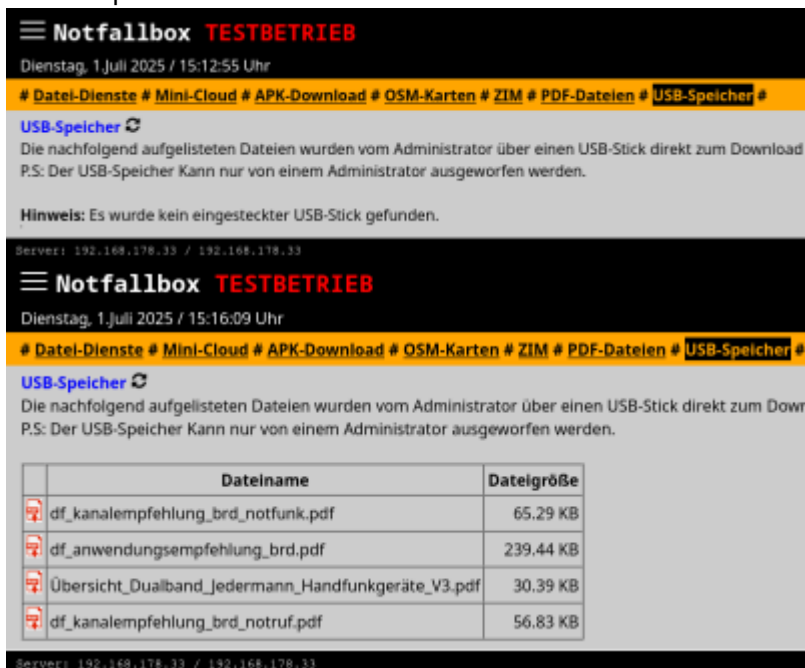 Notfallbox TESTBETRIEB
Dienstag, 1.Juli 2025 / 15:12:55 Uhr
# Datei-Dienste # Mini-Cloud # APK-Download # OSM-Karten # ZIM # PDF-Dateien # USB-Speicher #
USB-Speicher
Die nachfolgend aufgelisteten Dateien wurden vom Administrator über einen USB-Stick direkt zum Download
P.S: Der USB-Speicher Kann nur von einem Administrator ausgeworfen werden.
Hinweis: Es wurde kein eingesteckter USB-Stick gefunden.
Server: 192.168.178.33 / 192.168.178.33
Notfallbox TESTBETRIEB
Dienstag, 1.Juli 2025 / 15:16:09 Uhr
# Datei-Dienste # Mini-Cloud # APK-Download # OSM-Karten # ZIM # PDF-Dateien # USB-Speicher #
USB-Speicher
Die nachfolgend aufgelisteten Dateien wurden vom Administrator über einen USB-Stick direkt zum
P.S: Der USB-Speicher Kann nur von einem Administrator ausgeworfen werden.
Dateiname Dateigröße
df_kanalempfehlung_brd_notfunk.pdf 65.29 KB
df_anwendungsempfehlung_brd.pdf 239.44 KB
Übersicht_Dualband_Jedermann_Handfunkgeräte_V3.pdf 30.39 KB
df_kanalempfehlung_brd_notruf.pdf 56.83 KB
Server: 192.168.178.33 / 192.168.178.33